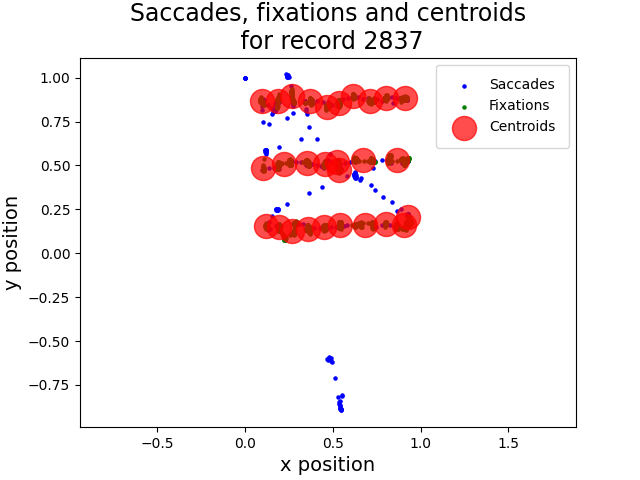 Saccades, fixations and centroids
for record 2837
Saccades
Fixations
Centroids
1.00
0.75
0.50
0.25
0.00
−0.25
−0.50
−0.75
y position
−0.5
0.0
0.5
1.0
1.5
x position